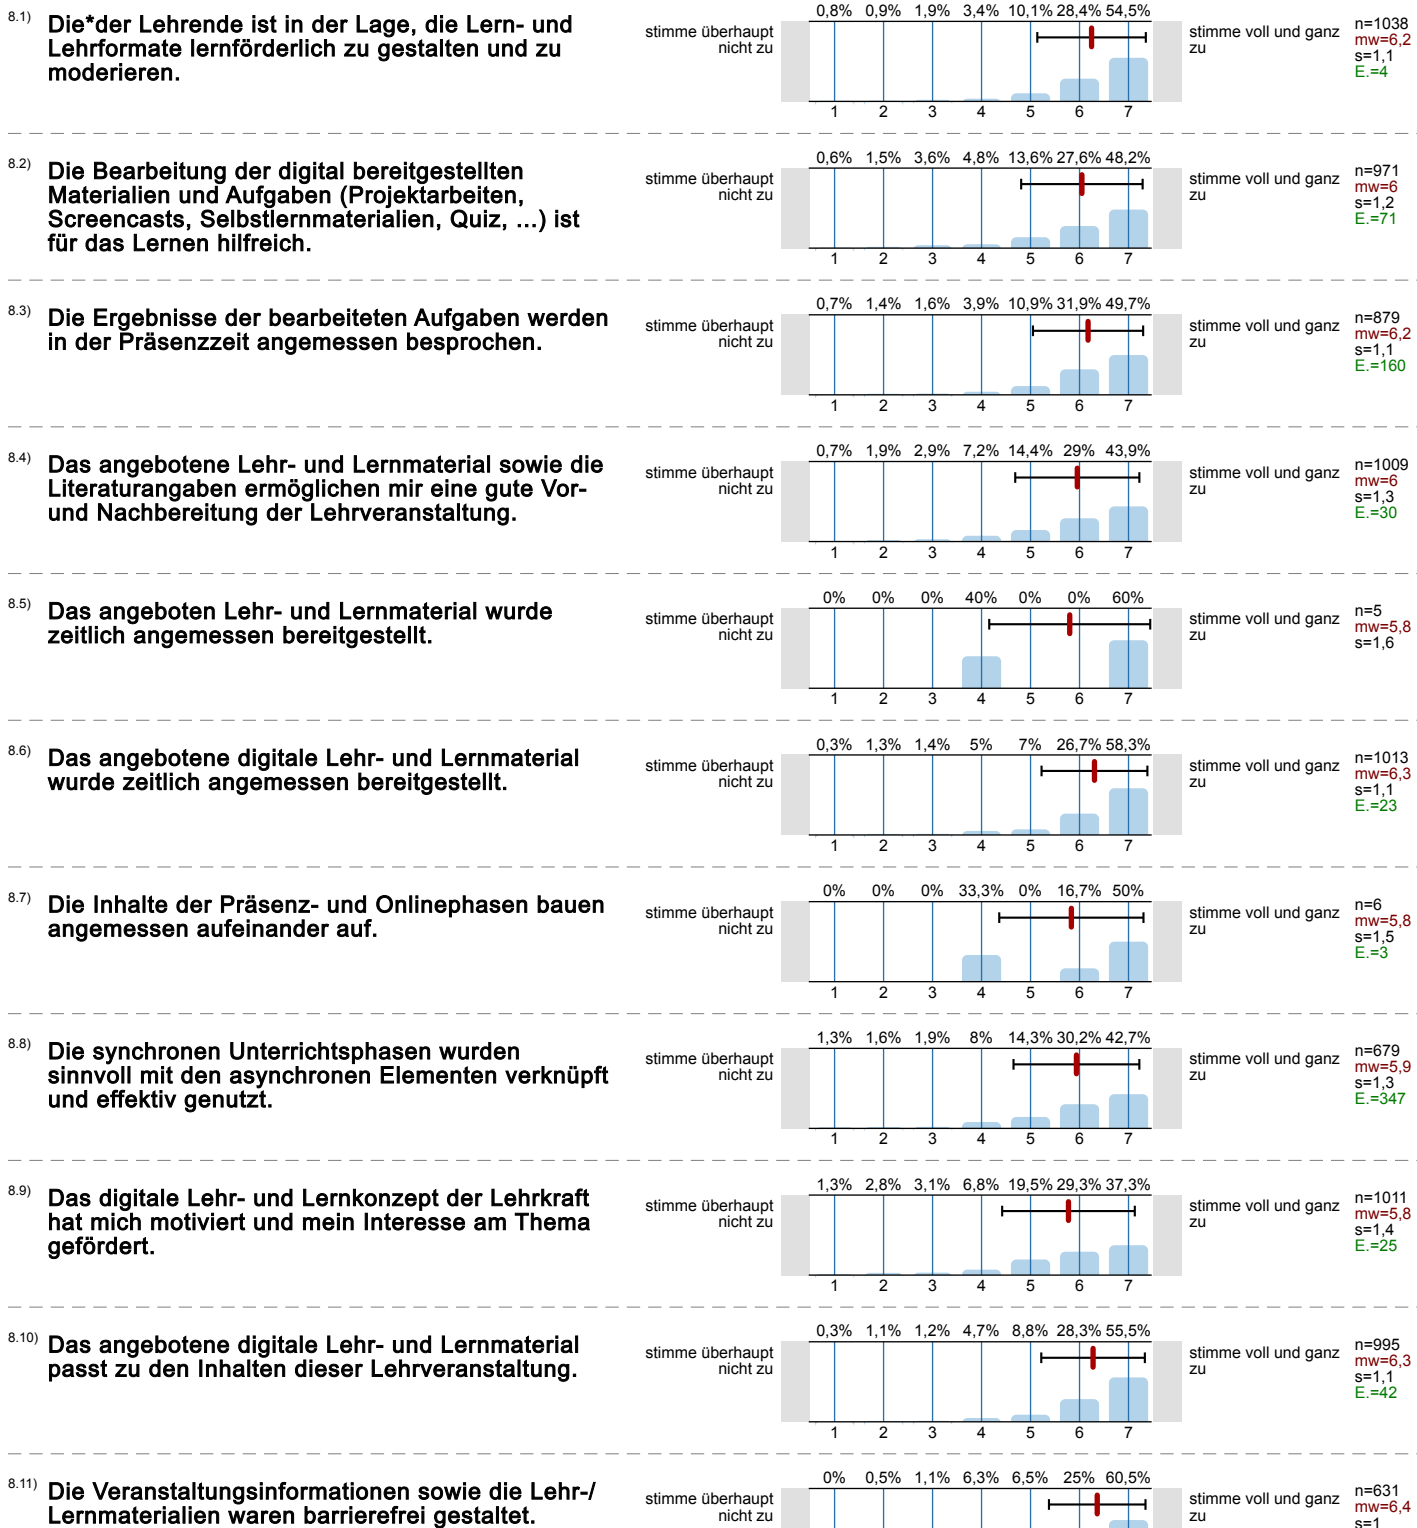 8.1) Die*der Lehrende ist in der Lage, die Lern- und
Lehrformate lernförderlich zu gestalten und zu
moderieren.
stimme überhaupt
nicht zu
0,8% 0,9% 1,9% 3,4% 10,1% 28,4% 54,5%
1 2 3 4 5 6 7
stimme voll und ganz
zu
n=1038
mw=6,2
s=1,1
E.=4
8.2) Die Bearbeitung der digital bereitgestellten
Materialien und Aufgaben (Projektarbeiten,
Screencasts, Selbstlernmaterialien, Quiz, ...) ist
für das Lernen hilfreich.
stimme überhaupt
nicht zu
0,6% 1,5% 3,6% 4,8% 13,6% 27,6% 48,2%
1 2 3 4 5 6 7
stimme voll und ganz
zu
n=971
mw=6
s=1,2
E.=71
8.3) Die Ergebnisse der bearbeiteten Aufgaben werden
in der Präsenzzeit angemessen besprochen.
stimme überhaupt
nicht zu
0,7% 1,4% 1,6% 3,9% 10,9% 31,9% 49,7%
1 2 3 4 5 6 7
stimme voll und ganz
zu
n=879
mw=6,2
s=1,1
E.=160
8.4) Das angebotene Lehr- und Lernmaterial sowie die
Literaturangaben ermöglichen mir eine gute Vor-
und Nachbereitung der Lehrveranstaltung.
stimme überhaupt
nicht zu
0,7% 1,9% 2,9% 7,2% 14,4% 29% 43,9%
1 2 3 4 5 6 7
stimme voll und ganz
zu
n=1009
mw=6
s=1,3
E.=30
8.5) Das angeboten Lehr- und Lernmaterial wurde
zeitlich angemessen bereitgestellt.
stimme überhaupt
nicht zu
0% 0% 0% 40% 0% 0% 60%
1 2 3 4 5 6 7
stimme voll und ganz
zu
n=5
mw=5,8
s=1,6
8.6) Das angebotene digitale Lehr- und Lernmaterial
wurde zeitlich angemessen bereitgestellt.
stimme überhaupt
nicht zu
0,3% 1,3% 1,4% 5% 7% 26,7% 58,3%
1 2 3 4 5 6 7
stimme voll und ganz
zu
n=1013
mw=6,3
s=1,1
E.=23
8.7) Die Inhalte der Präsenz- und Onlinephasen bauen
angemessen aufeinander auf.
stimme überhaupt
nicht zu
0% 0% 0% 33,3% 0% 16,7% 50%
1 2 3 4 5 6 7
stimme voll und ganz
zu
n=6
mw=5,8
s=1,5
E.=3
8.8) Die synchronen Unterrichtsphasen wurden
sinnvoll mit den asynchronen Elementen verknüpft
und effektiv genutzt.
stimme überhaupt
nicht zu
1,3% 1,6% 1,9% 8% 14,3% 30,2% 42,7%
1 2 3 4 5 6 7
stimme voll und ganz
zu
n=679
mw=5,9
s=1,3
E.=347
8.9) Das digitale Lehr- und Lernkonzept der Lehrkraft
hat mich motiviert und mein Interesse am Thema
gefördert.
stimme überhaupt
nicht zu
1,3% 2,8% 3,1% 6,8% 19,5% 29,3% 37,3%
1 2 3 4 5 6 7
stimme voll und ganz
zu
n=1011
mw=5,8
s=1,4
E.=25
8.10) Das angebotene digitale Lehr- und Lernmaterial
passt zu den Inhalten dieser Lehrveranstaltung.
stimme überhaupt
nicht zu
0,3% 1,1% 1,2% 4,7% 8,8% 28,3% 55,5%
1 2 3 4 5 6 7
stimme voll und ganz
zu
n=995
mw=6,3
s=1,1
E.=42
8.11) Die Veranstaltungsinformationen sowie die Lehr-/
Lernmaterialien waren barrierefrei gestaltet.
stimme überhaupt
nicht zu
0% 0,5% 1,1% 6,3% 6,5% 25% 60,5%
stimme voll und ganz
zu
n=631
mw=6,4
s=1